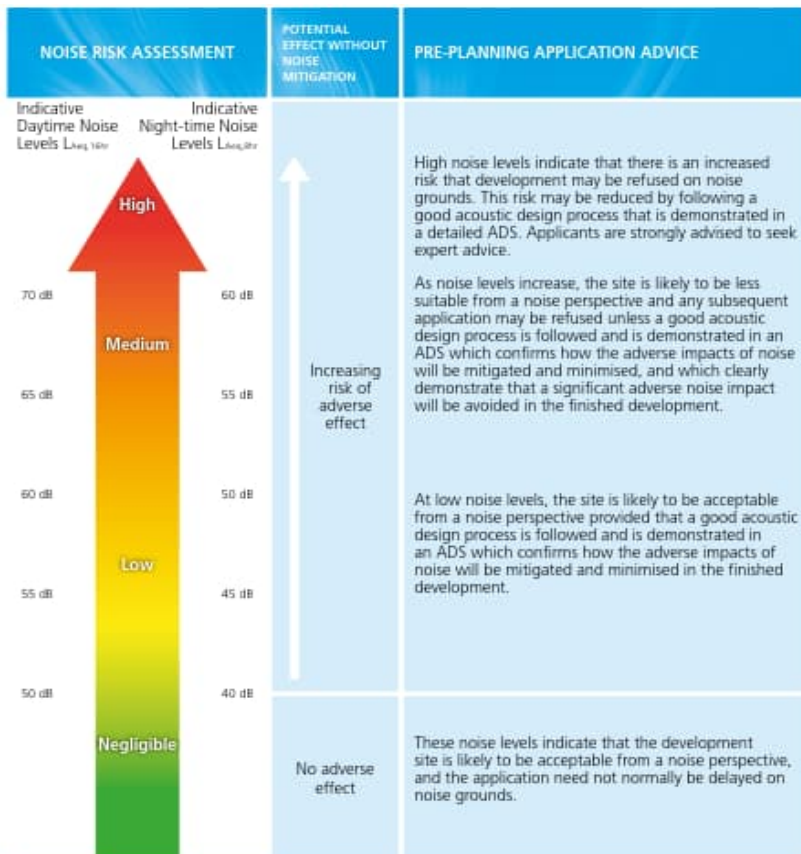 NOISE RISK ASSESSMENT
POTENTIAL
EFFECT WITHOUT
NOISE
MITIGATION
PRE-PLANNING APPLICATION ADVICE
Indicative
Daytime Noise
Levels LAeq, 16hr
Indicative
Night-time Noise
Levels LAeq,8hr
High
70 dB
60 dB
Medium
65 dB
55 dB
60 dB
50 dB
Low
55 dB
45 dB
50 dB
40 dB
Negligible
Increasing
risk of
adverse
effect
No adverse
effect
High noise levels indicate that there is an increased
risk that development may be refused on noise
grounds. This risk may be reduced by following a
good acoustic design process that is demonstrated in
a detailed ADS. Applicants are strongly advised to seek
expert advice.
As noise levels increase, the site is likely to be less
suitable from a noise perspective and any subsequent
application may be refused unless a good acoustic
design process is followed and is demonstrated in an
ADS which confirms how the adverse impacts of noise
will be mitigated and minimised, and which clearly
demonstrate that a significant adverse noise impact
will be avoided in the finished development.
At low noise levels, the site is likely to be acceptable
from a noise perspective provided that a good acoustic
design process is followed and is demonstrated in
an ADS which confirms how the adverse impacts of
noise will be mitigated and minimised in the finished
development.
These noise levels indicate that the development
site is likely to be acceptable from a noise perspective,
and the application need not normally be delayed on
noise grounds.